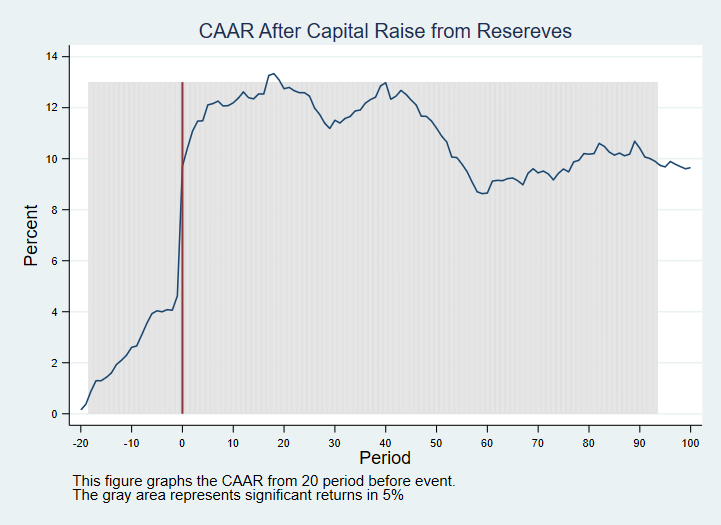 CAAR After Capital Raise from Resereves
14
12
10
8
6
4
2
0
Percent
-20 -10 0 10 20 30 40 50 60 70 80 90 100
Period
This figure graphs the CAAR from 20 period before event.
The gray area represents significant returns in 5%